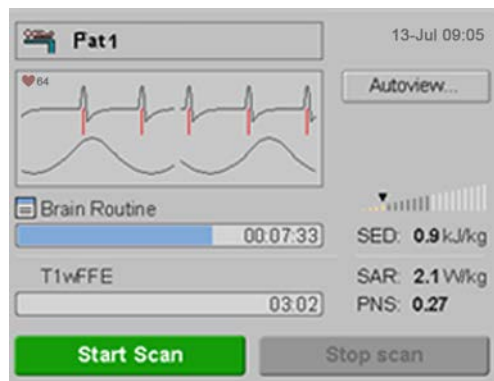 Pat1
13-Jul 09:05
64
Autoview...
Brain Routine
00:07:33
SED: 0.9 kJ/kg
T1wFFE
SAR: 2.1 W/kg
03:02
PNS: 0.27
Start Scan
Stop scan